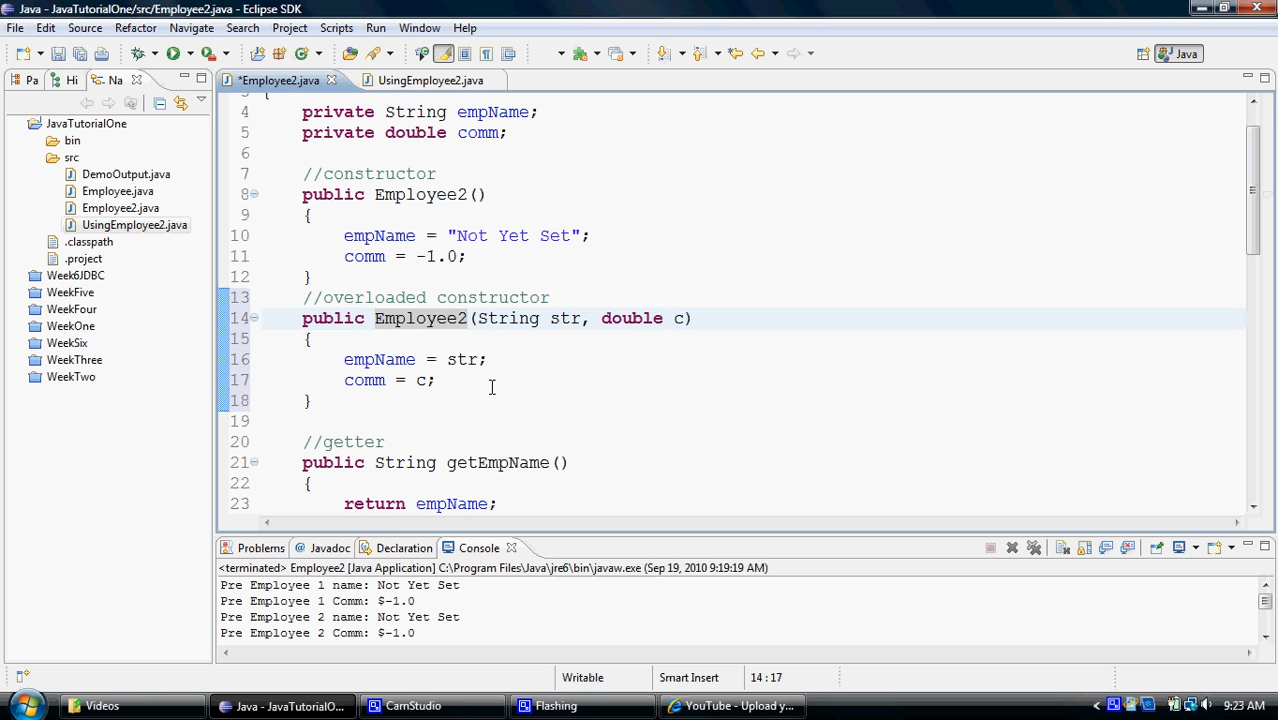 Java - JavaTutorialOne/src/Employee2.java - Eclipse SDK
File Edit Source Refactor Navigate Search Project Scripts Run Window Help
Java
Pa Hi Na
*Employee2.java UsingEmployee2.java
JavaTutorialOne
bin
src
DemoOutput.java
Employee.java
Employee2.java
UsingEmployee2.java
.classpath
.project
Week6JDBC
WeekFive
WeekFour
WeekOne
WeekSix
WeekThree
WeekTwo
3 {
4 private String empName;
5 private double comm;
6
7 //constructor
8 public Employee2()
9 {
10 empName = "Not Yet Set";
11 comm = -1.0;
12 }
13 //overloaded constructor
14 public Employee2(String str, double c)
15 {
16 empName = str;
17 comm = c;
18 }
19
20 //getter
21 public String getEmpName()
22 {
23 return empName;
Problems @ Javadoc Declaration Console
<terminated> Employee2 [Java Application] C:\Program Files\Java\jre6\bin\javaw.exe (Sep 19, 2010 9:19:19 AM)
Pre Employee 1 name: Not Yet Set
Pre Employee 1 Comm: $-1.0
Pre Employee 2 name: Not Yet Set
Pre Employee 2 Comm: $-1.0
Writable Smart Insert 14 : 17
Videos Java - JavaTutorialO... CamStudio Flashing YouTube - Upload y... 9:23 AM